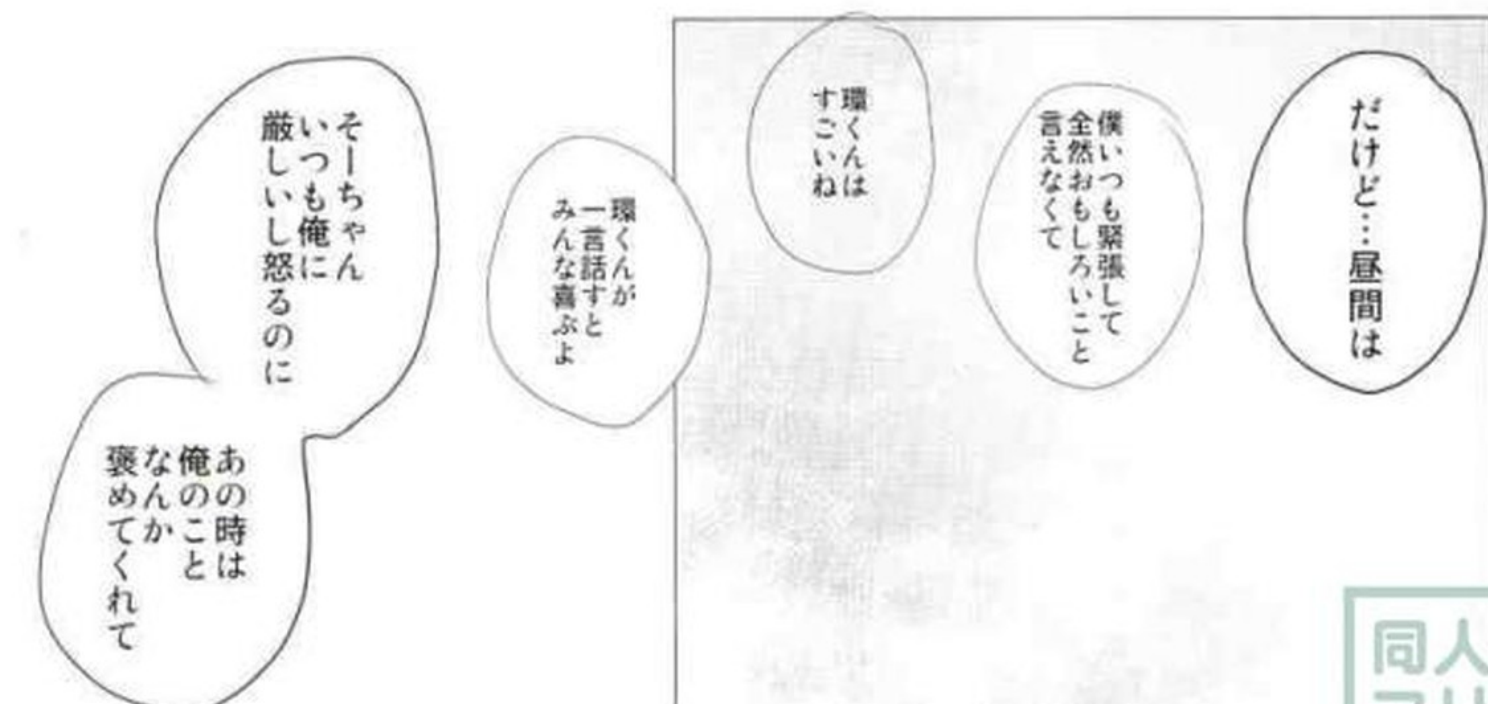 だけど…昼間は
僕いつも緊張して
全然おもしろいこと
言えなくて
環くんは
すごいね
環くんが
一言話すと
みんな喜ぶよ
そーちゃん
いつも俺に
厳しいし怒るのに
あの時は
俺のこと
なんか
褒めてくれて
同人